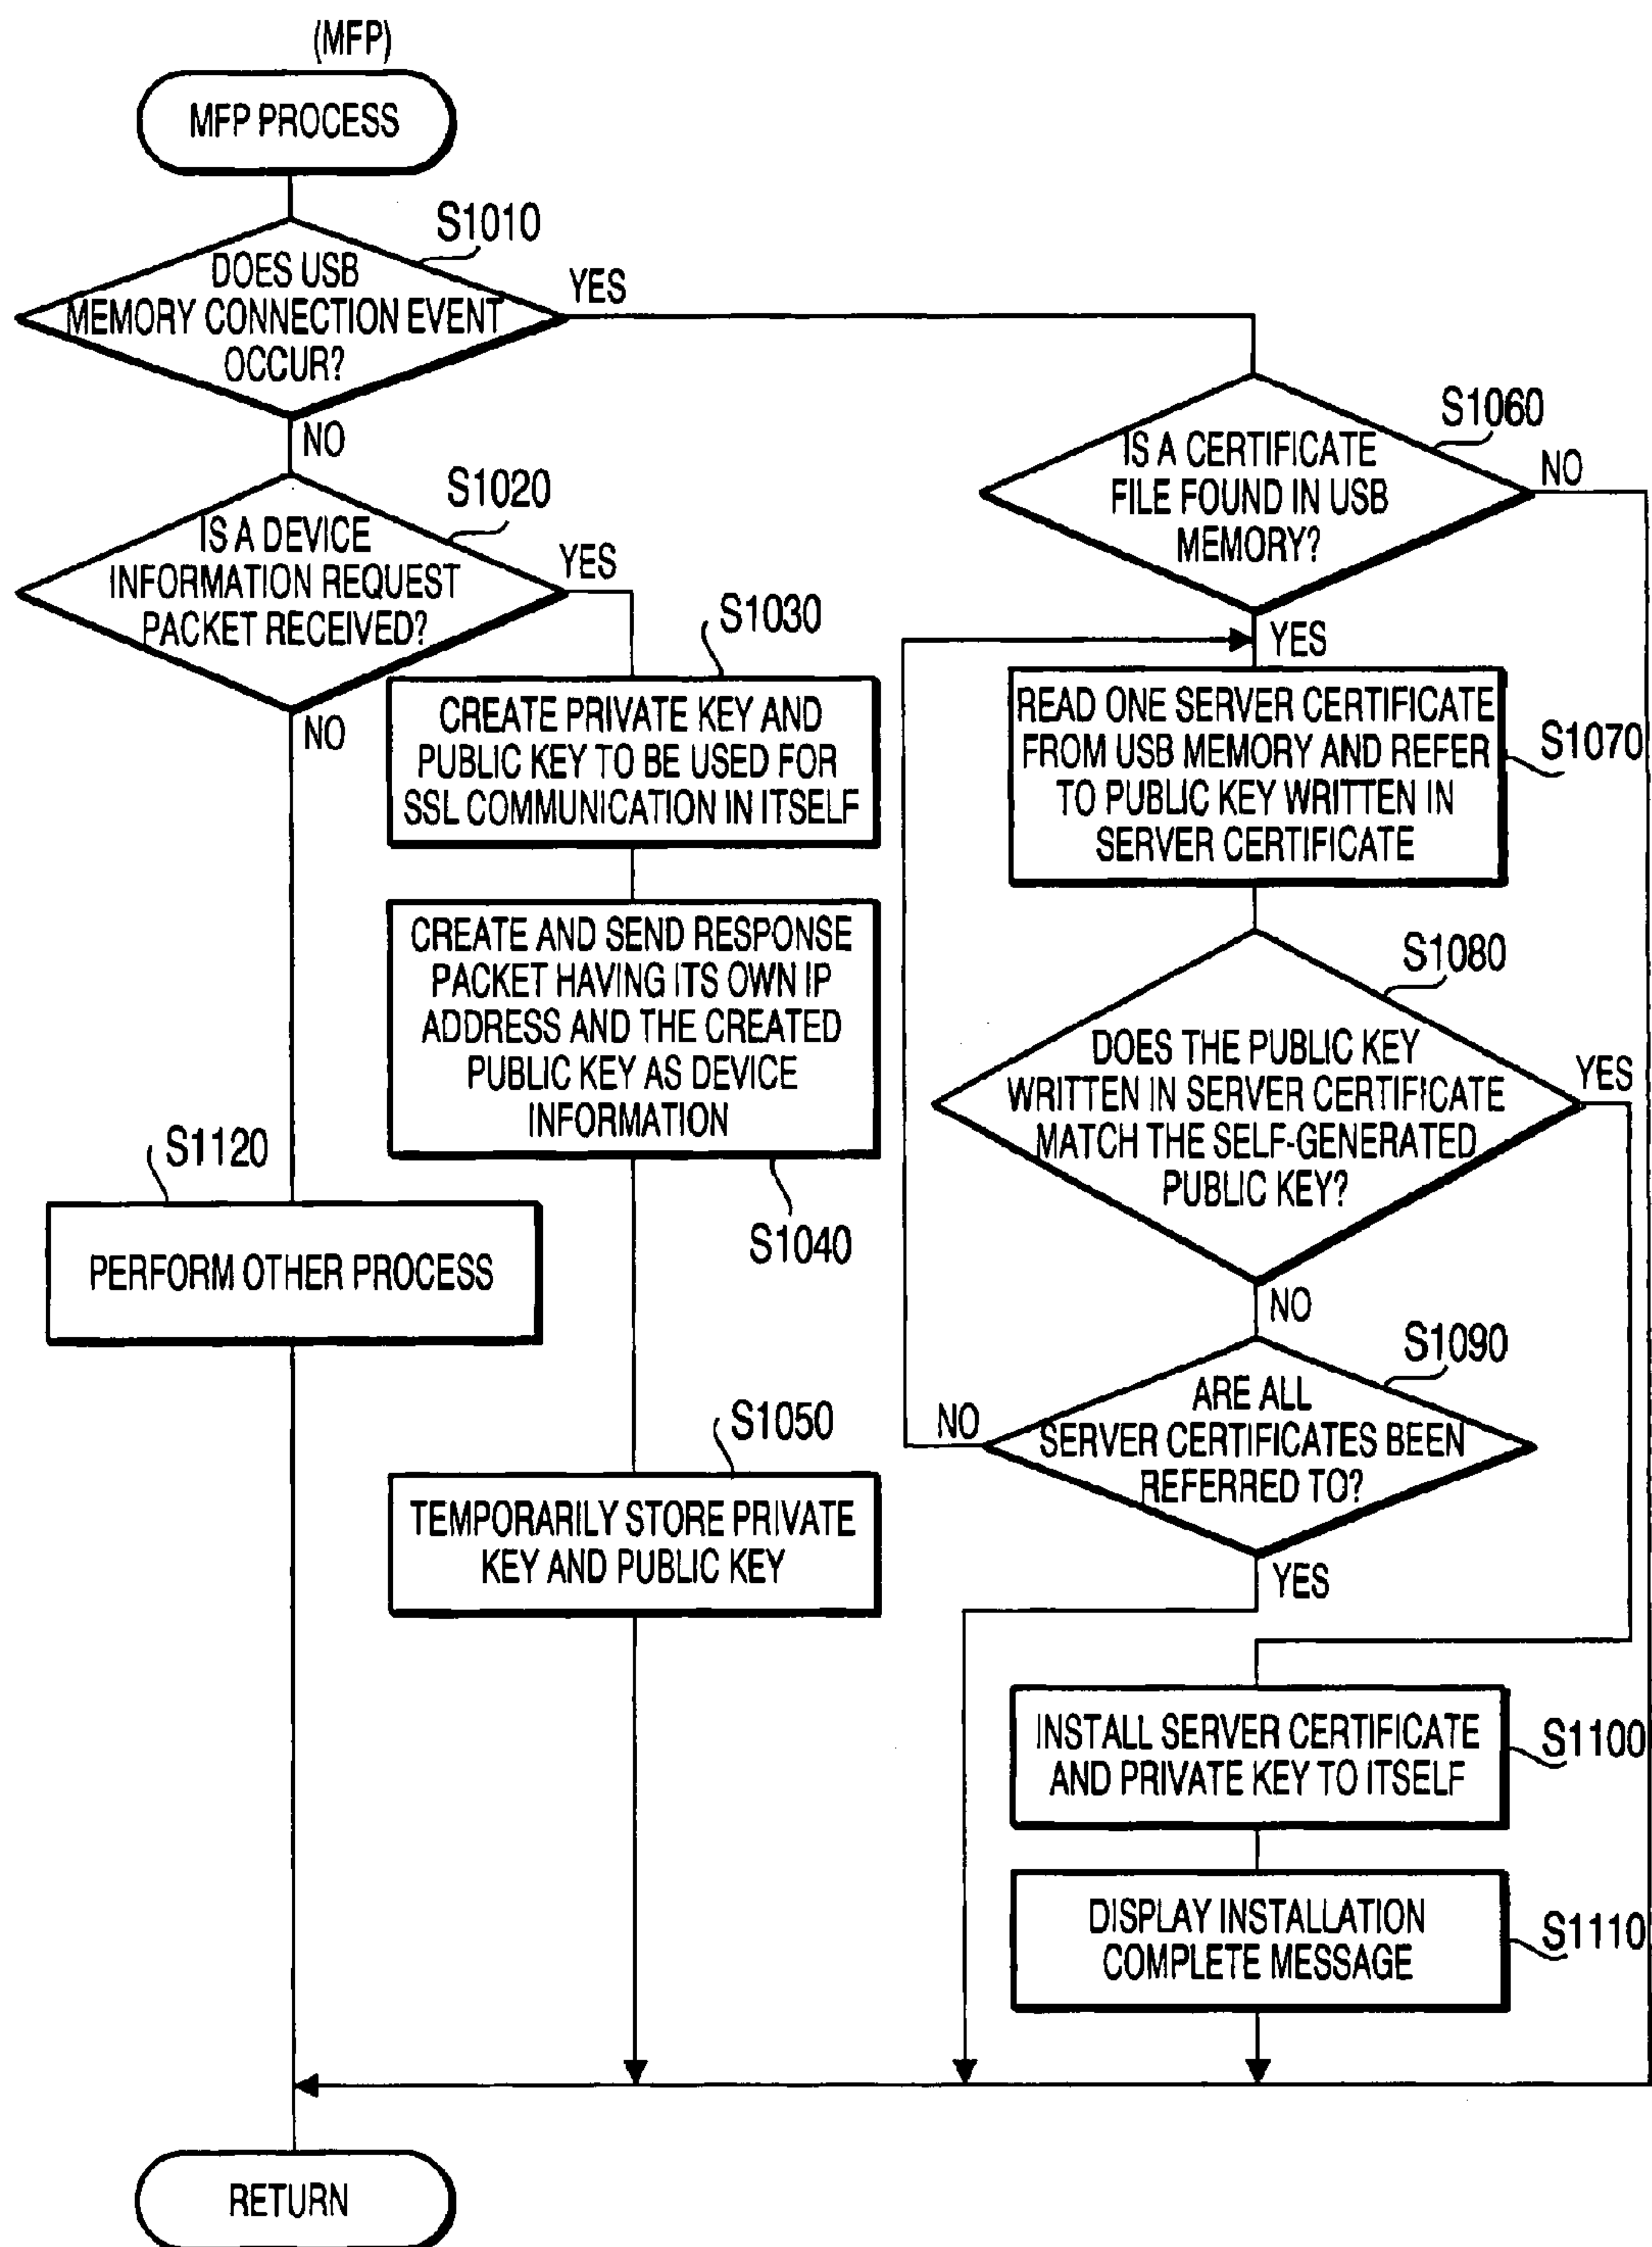 (MFP)
MFP PROCESS
S1010
DOES USB
MEMORY CONNECTION EVENT
OCCUR?
YES
NO
S1020
IS A DEVICE
INFORMATION REQUEST
PACKET RECEIVED?
YES
NO
S1030
CREATE PRIVATE KEY AND
PUBLIC KEY TO BE USED FOR
SSL COMMUNICATION IN ITSELF
CREATE AND SEND RESPONSE
PACKET HAVING ITS OWN IP
ADDRESS AND THE CREATED
PUBLIC KEY AS DEVICE
INFORMATION
S1040
S1120
PERFORM OTHER PROCESS
S1050
TEMPORARILY STORE PRIVATE
KEY AND PUBLIC KEY
S1060
IS A CERTIFICATE
FILE FOUND IN USB
MEMORY?
NO
YES
READ ONE SERVER CERTIFICATE
FROM USB MEMORY AND REFER
TO PUBLIC KEY WRITTEN IN
SERVER CERTIFICATE
S1070
S1080
DOES THE PUBLIC KEY
WRITTEN IN SERVER CERTIFICATE
MATCH THE SELF-GENERATED
PUBLIC KEY?
YES
NO
S1090
ARE ALL
SERVER CERTIFICATES BEEN
REFERRED TO?
NO
YES
INSTALL SERVER CERTIFICATE
AND PRIVATE KEY TO ITSELF
S1100
DISPLAY INSTALLATION
COMPLETE MESSAGE
S1110
RETURN